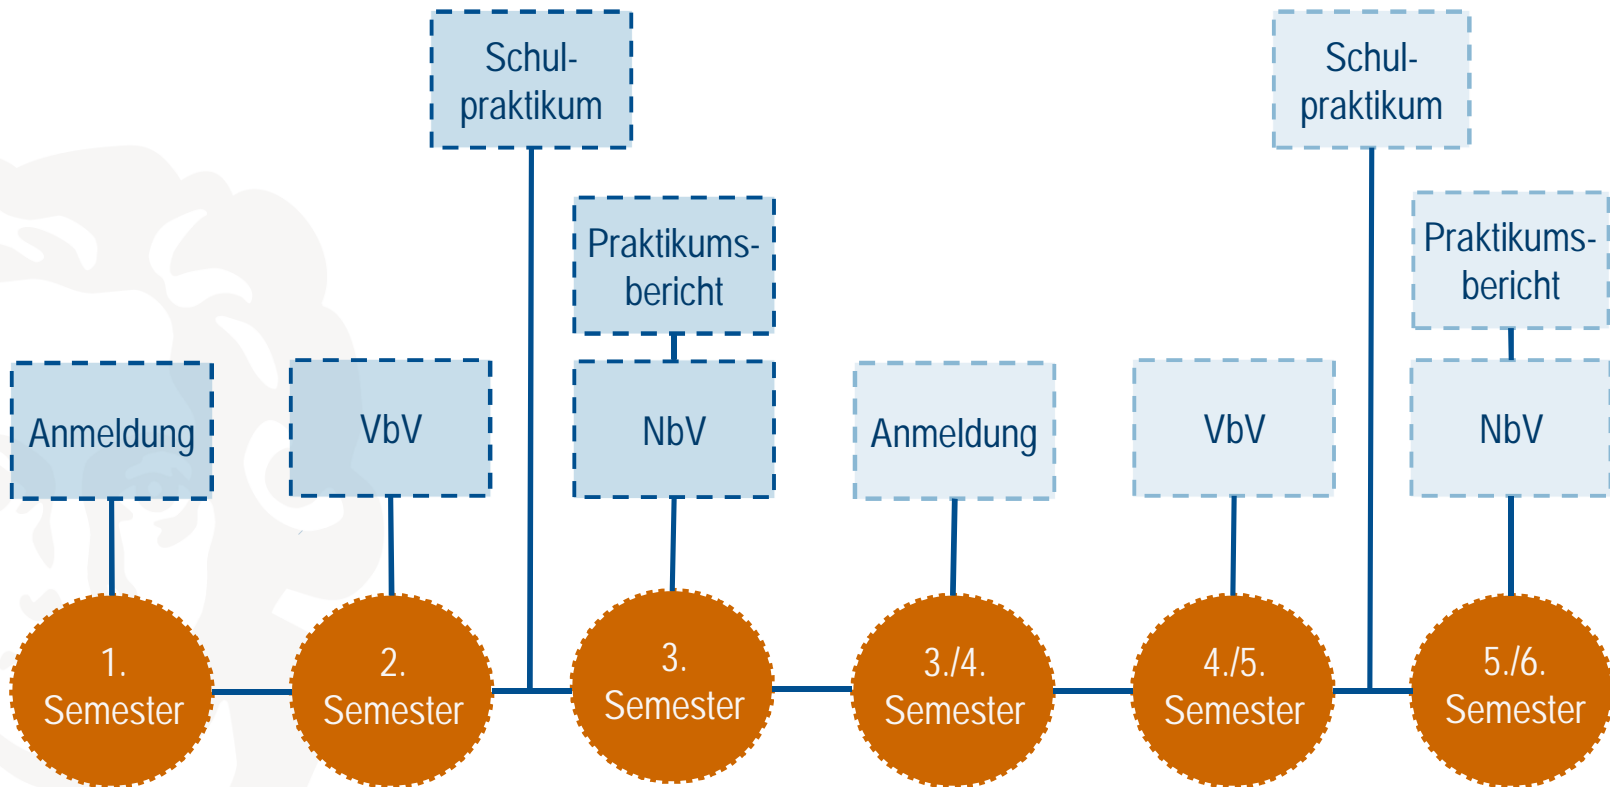 Schul-
praktikum
Schul-
praktikum
Praktikums-
bericht
Praktikums-
bericht
Anmeldung
VbV
NbV
Anmeldung
VbV
NbV
1.
Semester
2.
Semester
3.
Semester
3./4.
Semester
4./5.
Semester
5./6.
Semester